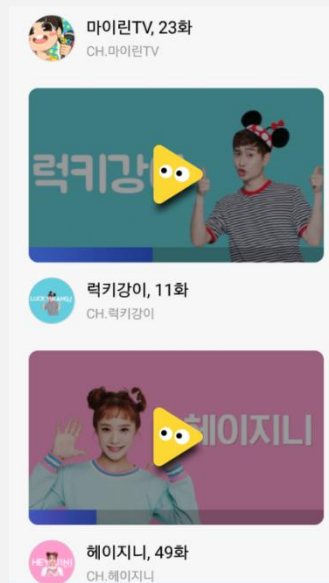 마이린TV, 23화
CH.마이린TV
럭키강
럭키강이, 11화
CH.럭키강이
헤이지니
헤이지니, 49화
CH.헤이지니